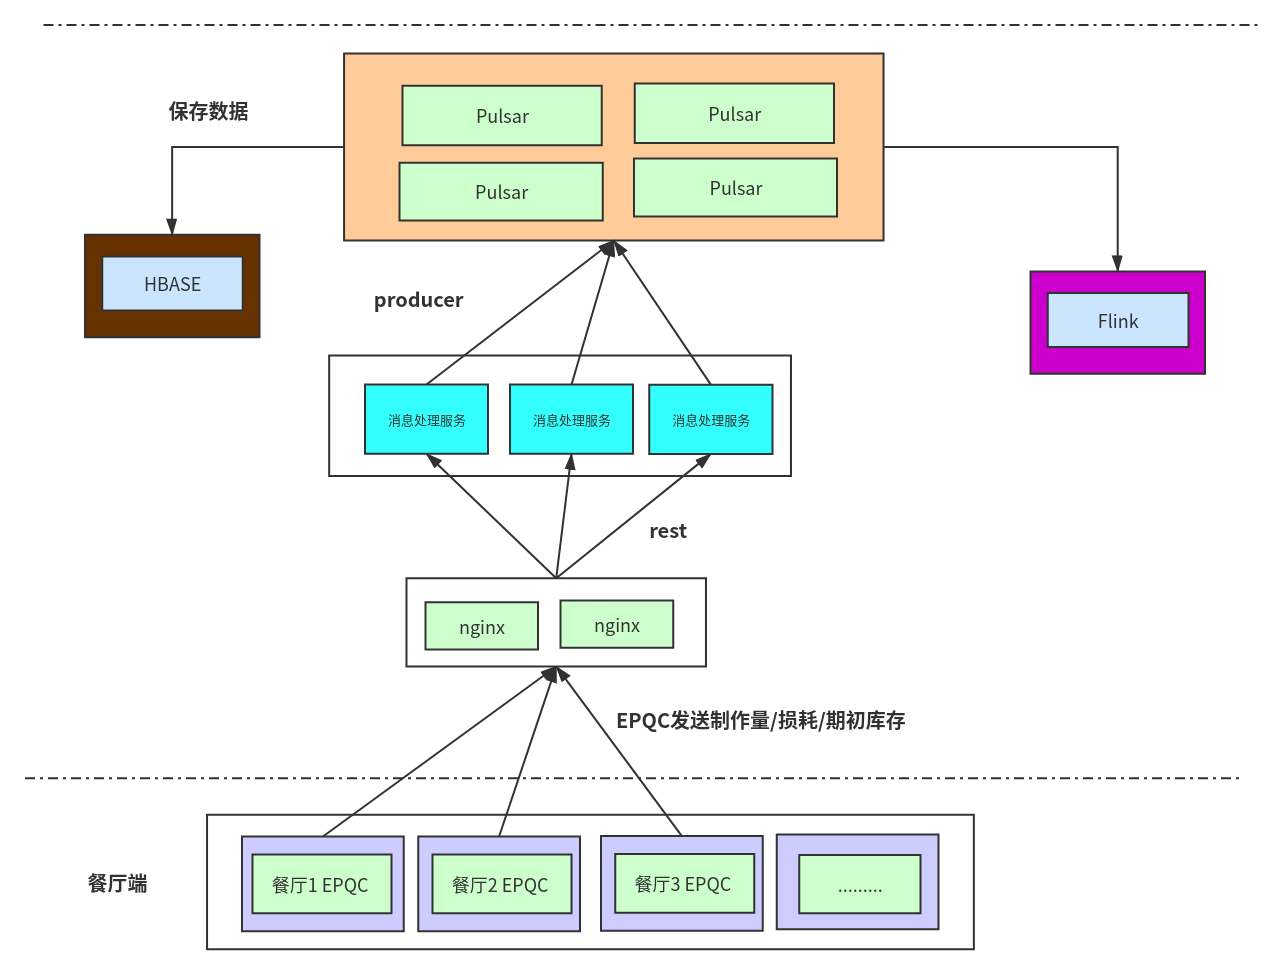 保存数据
Pulsar
Pulsar
Pulsar
Pulsar
HBASE
Flink
producer
消息处理服务
消息处理服务
消息处理服务
rest
nginx
nginx
EPQC发送制作量/损耗/期初库存
餐厅端
餐厅1 EPQC
餐厅2 EPQC
餐厅3 EPQC
.........